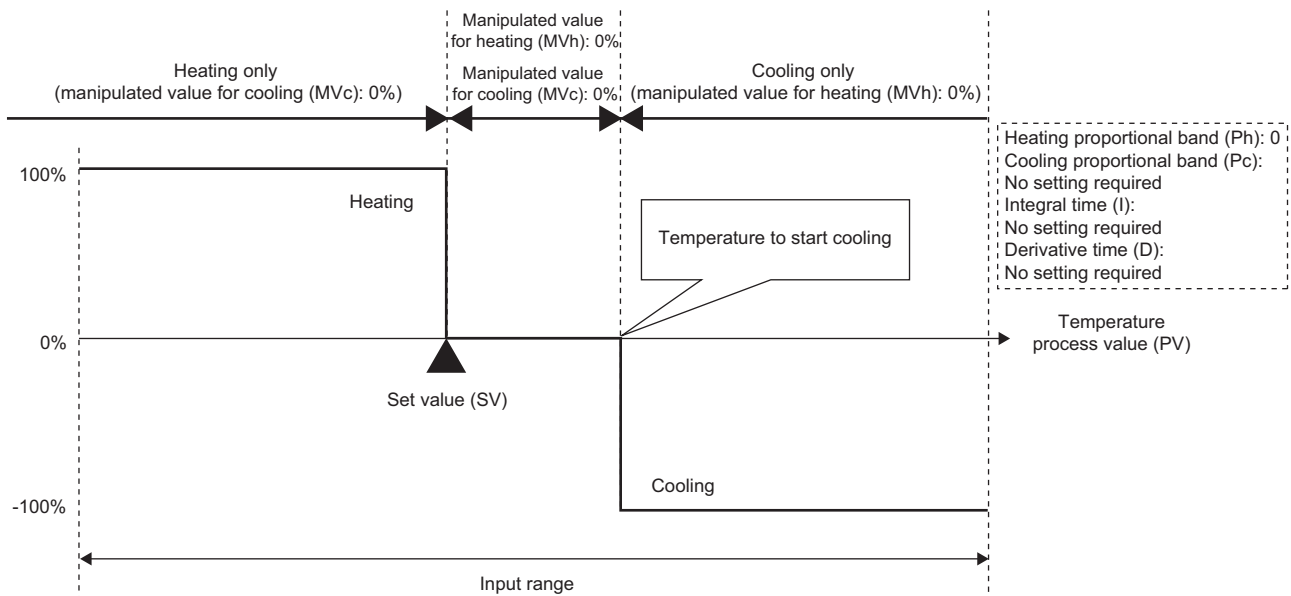 Manipulated value
for heating (MVh): 0%
Heating only
(manipulated value for cooling (MVc): 0%)
Manipulated value
for cooling (MVc): 0%
Cooling only
(manipulated value for heating (MVh): 0%)
Heating proportional band (Ph): 0
Cooling proportional band (Pc):
No setting required
Integral time (I):
No setting required
Derivative time (D):
No setting required
100%
Heating
Temperature to start cooling
0%
Temperature
process value (PV)
Set value (SV)
Cooling
-100%
Input range